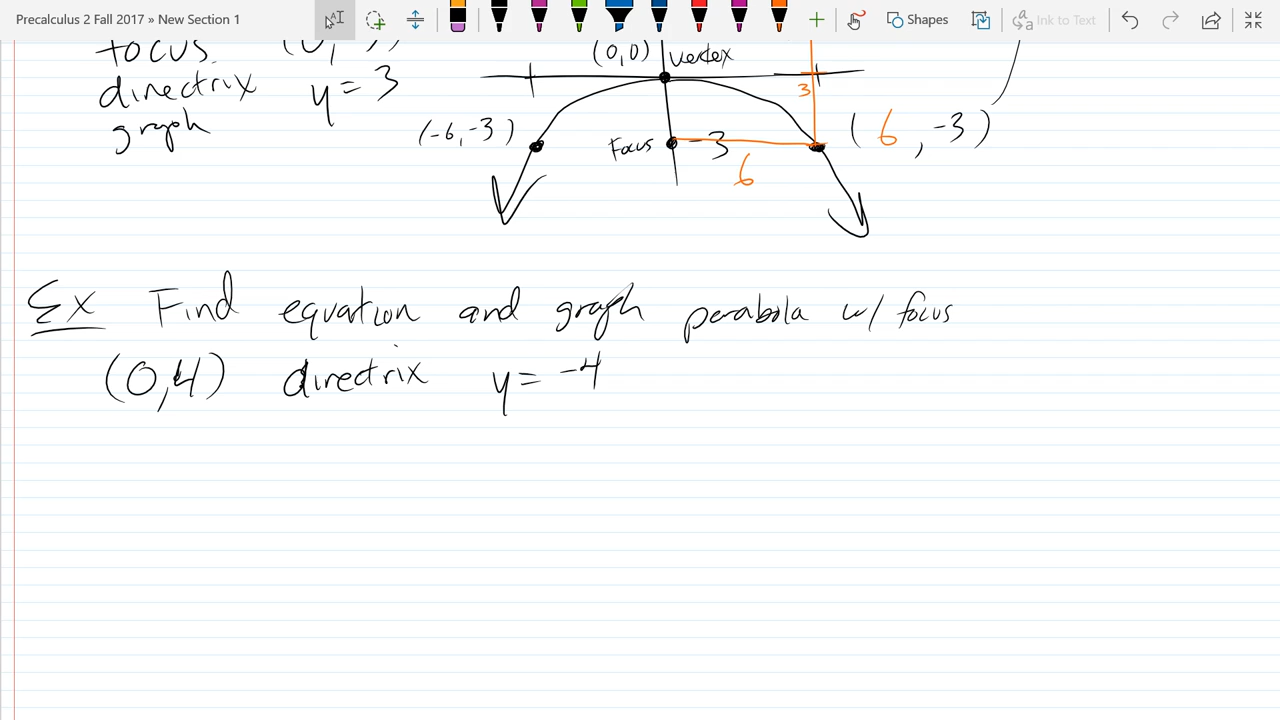 Precalculus 2 Fall 2017 » New Section 1
Shapes
Ink to Text
focus
(0,0) vertex
directrix y = 3
3
graph
(-6,-3)
Focus
-3
(6, -3)
6
Ex Find equation and graph parabola w/ focus
(0,4) directrix y = -4